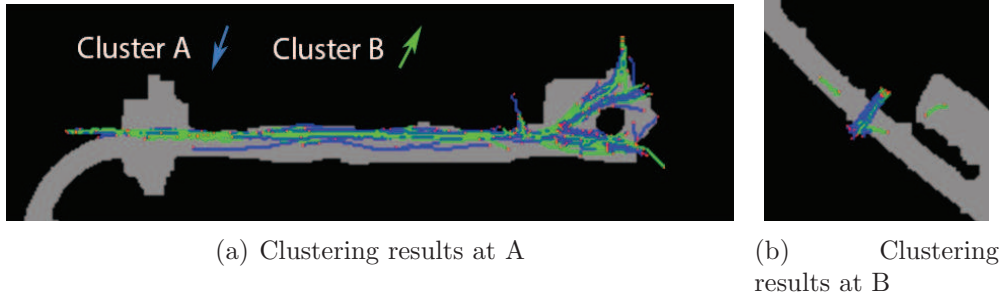 Cluster A Cluster B
(a) Clustering results at A
(b) Clustering
results at B